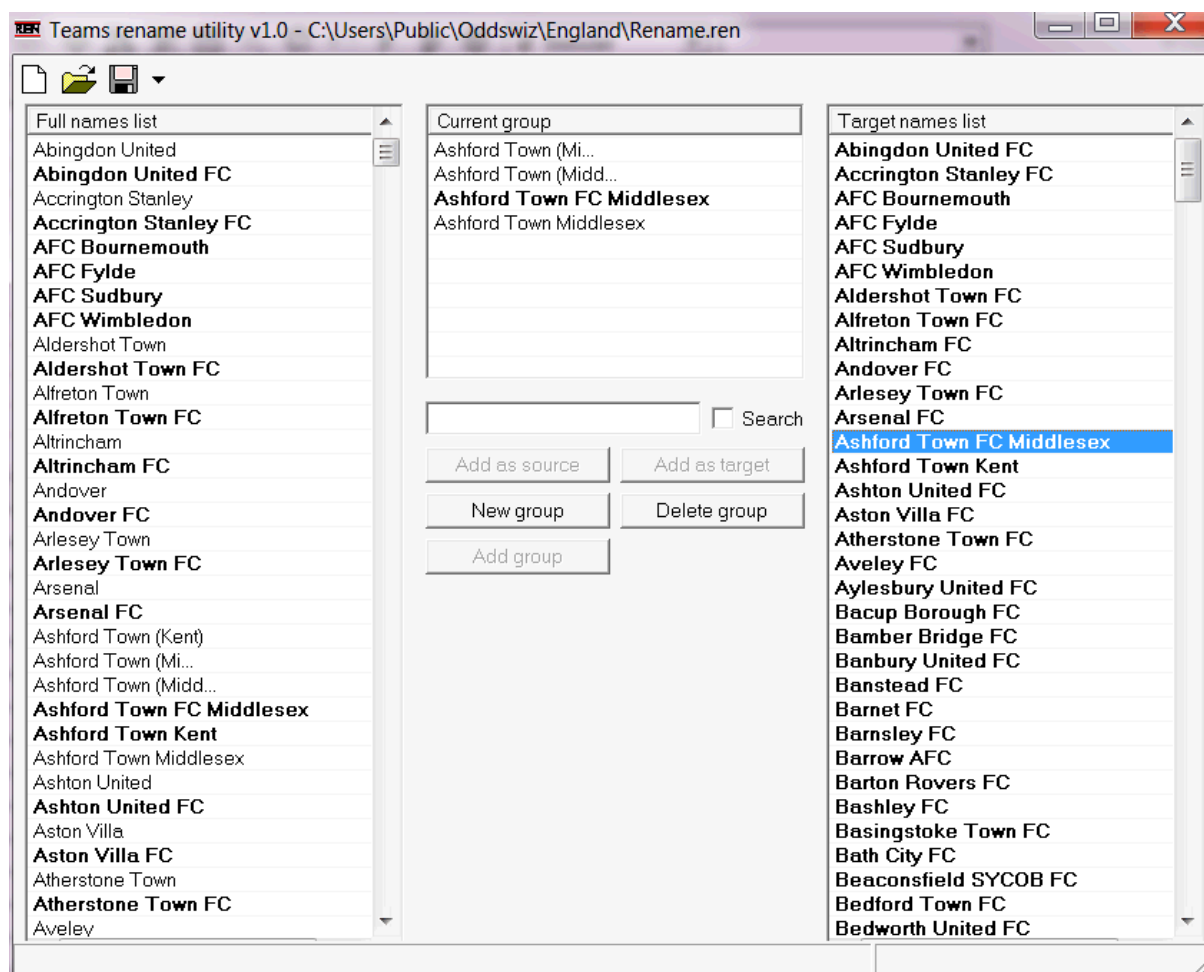 REN Teams rename utility v1.0 - C:\Users\Public\Oddswiz\England\Rename.ren
Full names list
Abingdon United
Abingdon United FC
Accrington Stanley
Accrington Stanley FC
AFC Bournemouth
AFC Fylde
AFC Sudbury
AFC Wimbledon
Aldershot Town
Aldershot Town FC
Alfreton Town
Alfreton Town FC
Altrincham
Altrincham FC
Andover
Andover FC
Arlesey Town
Arlesey Town FC
Arsenal
Arsenal FC
Ashford Town (Kent)
Ashford Town (Mi...
Ashford Town (Midd...
Ashford Town FC Middlesex
Ashford Town Kent
Ashford Town Middlesex
Ashton United
Ashton United FC
Aston Villa
Aston Villa FC
Atherstone Town
Atherstone Town FC
Aveley
Current group
Ashford Town (Mi...
Ashford Town (Midd...
Ashford Town FC Middlesex
Ashford Town Middlesex
Search
Add as source
Add as target
New group
Delete group
Add group
Target names list
Abingdon United FC
Accrington Stanley FC
AFC Bournemouth
AFC Fylde
AFC Sudbury
AFC Wimbledon
Aldershot Town FC
Alfreton Town FC
Altrincham FC
Andover FC
Arlesey Town FC
Arsenal FC
Ashford Town FC Middlesex
Ashford Town Kent
Ashton United FC
Aston Villa FC
Atherstone Town FC
Aveley FC
Aylesbury United FC
Bacup Borough FC
Bamber Bridge FC
Banbury United FC
Banstead FC
Barnet FC
Barnsley FC
Barrow AFC
Barton Rovers FC
Bashley FC
Basingstoke Town FC
Bath City FC
Beaconsfield SYCOB FC
Bedford Town FC
Bedworth United FC